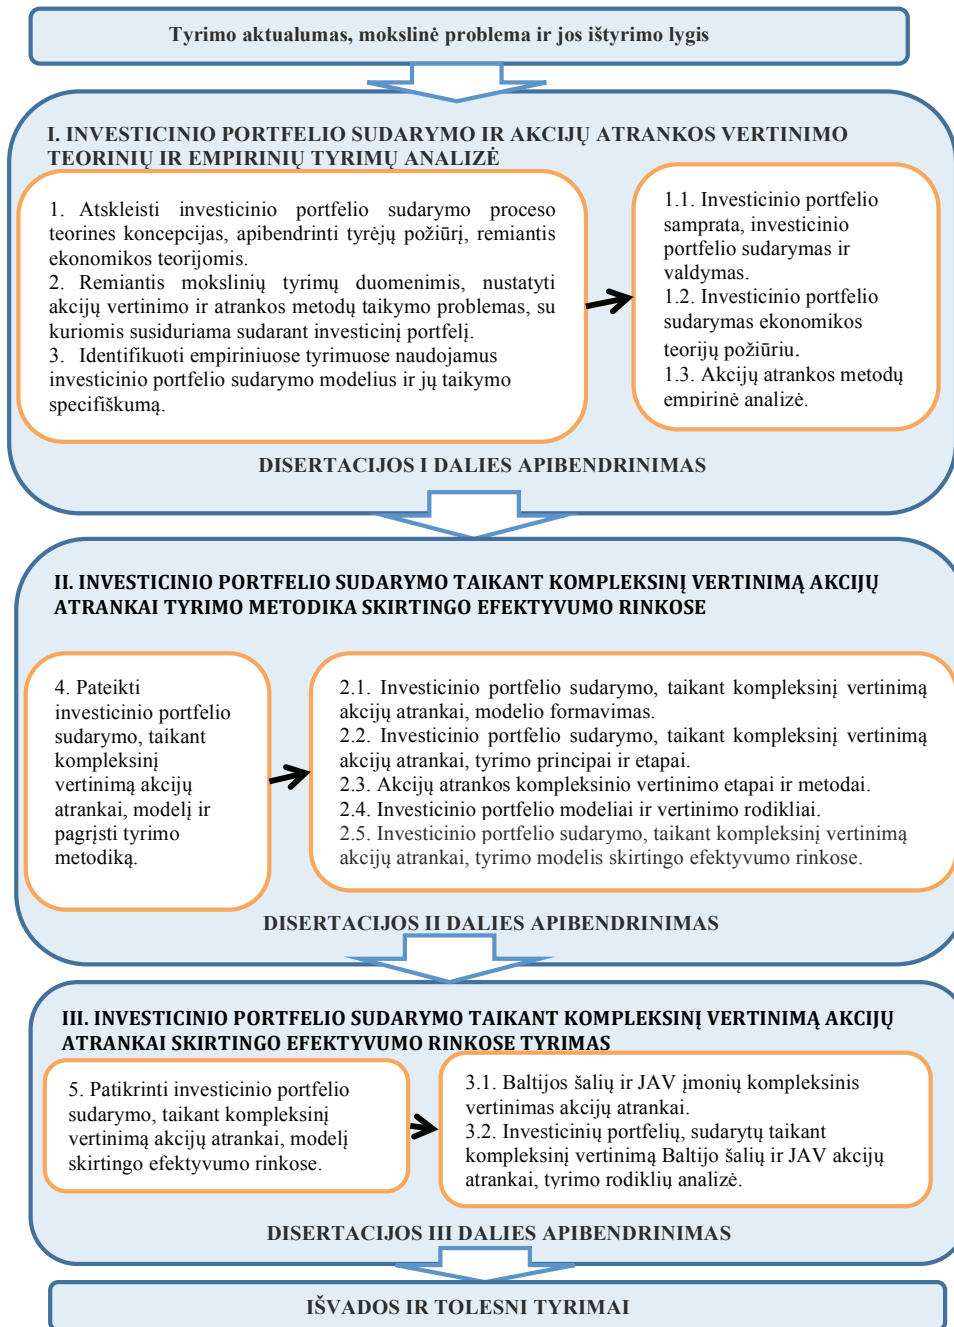 Tyrimo aktualumas, mokslinė problema ir jos ištyrimo lygis
I. INVESTICINIO PORTFELIO SUDARYMO IR AKCIJŲ ATRANKOS VERTINIMO
TEORINIŲ IR EMPIRINIŲ TYRIMŲ ANALIZĖ
1. Atskleisti investicinio portfelio sudarymo proceso
teorines koncepcijas, apibendrinti tyrėjų požiūrį, remiantis
ekonomikos teorijomis.
2. Remiantis mokslinių tyrimų duomenimis, nustatyti
akcijų vertinimo ir atrankos metodų taikymo problemas, su
kuriomis susiduriama sudarant investicinį portfelį.
3. Identifikuoti empiriniuose tyrimuose naudojamus
investicinio portfelio sudarymo modelius ir jų taikymo
specifiškumą.
1.1. Investicinio portfelio
samprata, investicinio
portfelio sudarymas ir
valdymas.
1.2. Investicinio portfelio
sudarymas ekonomikos
teorijų požiūriu.
1.3. Akcijų atrankos metodų
empirinė analizė.
DISERTACIJOS I DALIES APIBENDRINIMAS
II. INVESTICINIO PORTFELIO SUDARYMO TAIKANT KOMPLEKSINĮ VERTINIMĄ AKCIJŲ
ATRANKAI TYRIMO METODIKA SKIRTINGO EFEKTYVUMO RINKOSE
4. Pateikti
investicinio portfelio
sudarymo, taikant
kompleksinį
vertinimą akcijų
atrankai, modelį ir
pagrįsti tyrimo
metodiką.
2.1. Investicinio portfelio sudarymo, taikant kompleksinį vertinimą
akcijų atrankai, modelio formavimas.
2.2. Investicinio portfelio sudarymo, taikant kompleksinį vertinimą
akcijų atrankai, tyrimo principai ir etapai.
2.3. Akcijų atrankos kompleksinio vertinimo etapai ir metodai.
2.4. Investicinio portfelio modeliai ir vertinimo rodikliai.
2.5. Investicinio portfelio sudarymo, taikant kompleksinį vertinimą
akcijų atrankai, tyrimo modelis skirtingo efektyvumo rinkose.
DISERTACIJOS II DALIES APIBENDRINIMAS
III. INVESTICINIO PORTFELIO SUDARYMO TAIKANT KOMPLEKSINĮ VERTINIMĄ AKCIJŲ
ATRANKAI SKIRTINGO EFEKTYVUMO RINKOSE TYRIMAS
5. Patikrinti investicinio portfelio
sudarymo, taikant kompleksinį
vertinimą akcijų atrankai, modelį
skirtingo efektyvumo rinkose.
3.1. Baltijos šalių ir JAV įmonių kompleksinis
vertinimas akcijų atrankai.
3.2. Investicinių portfelių, sudarytų taikant
kompleksinį vertinimą Baltijo šalių ir JAV akcijų
atrankai, tyrimo rodiklių analizė.
DISERTACIJOS III DALIES APIBENDRINIMAS
IŠVADOS IR TOLESNI TYRIMAI